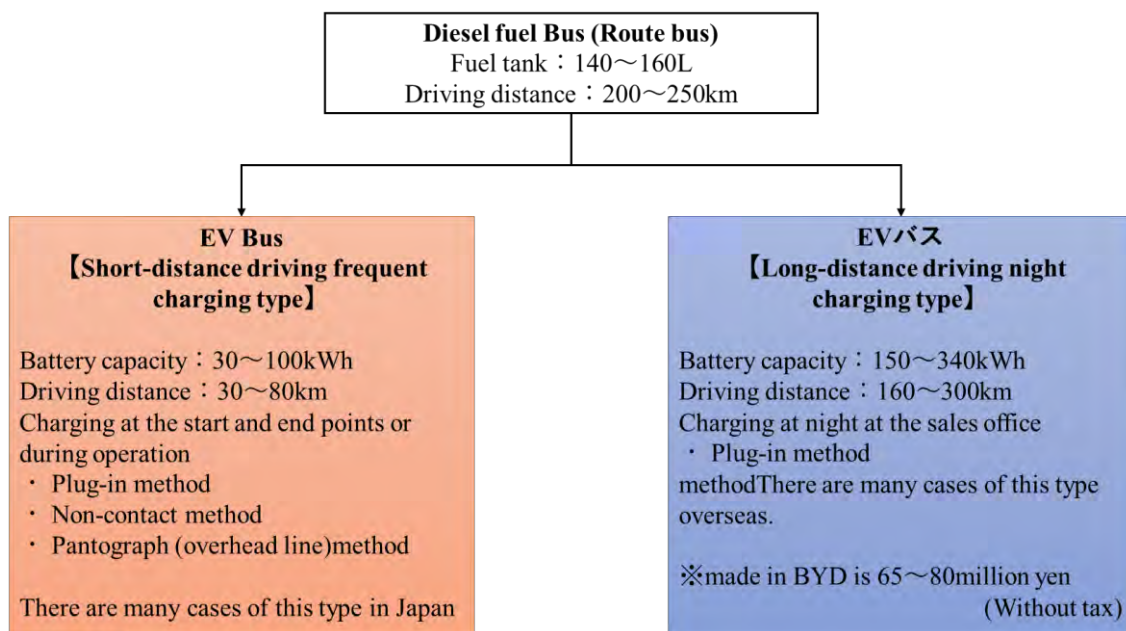 Diesel fuel Bus (Route bus)
Fuel tank：140～160L
Driving distance：200～250km
EV Bus
【Short-distance driving frequent
charging type】
Battery capacity：30～100kWh
Driving distance：30～80km
Charging at the start and end points or
during operation
・ Plug-in method
・ Non-contact method
・ Pantograph (overhead line)method
There are many cases of this type in Japan
EVバス
【Long-distance driving night
charging type】
Battery capacity：150～340kWh
Driving distance：160～300km
Charging at night at the sales office
・ Plug-in method
methodThere are many cases of this type
overseas.
※made in BYD is 65～80million yen
(Without tax)